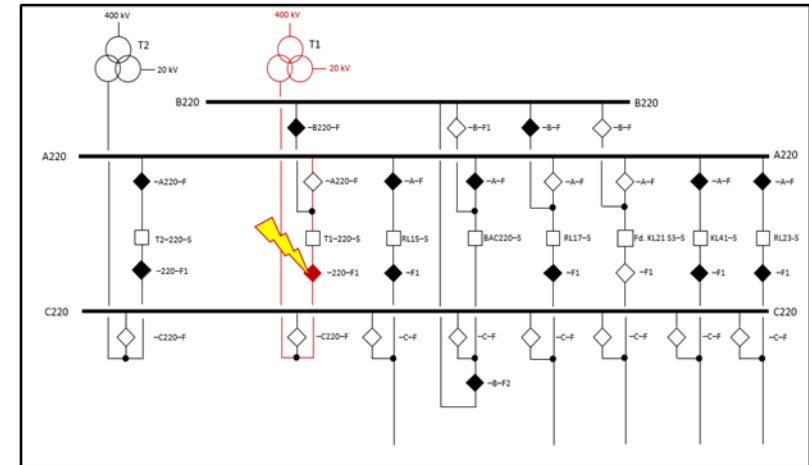 400 kV
400 kV
T2
T1
20 kV
20 kV
B220
B220
–B220–F
–B–F1
–B–F
–B–F
A220
A220
–A220–F
–A220–F
–A–F
–A–F
–A–F
–A–F
–A–F
–A–F
T2–220–S
T1–220–S
RL15–S
BAC220–S
RL17–S
Fd. KL21 S3–S
KL41–S
RL23–S
–220–F1
–220–F1
–F1
–F1
–F1
–F1
–F1
C220
C220
–C220–F
–C220–F
–C–F
–C–F
–C–F
–C–F
–C–F
–C–F
–B–F2